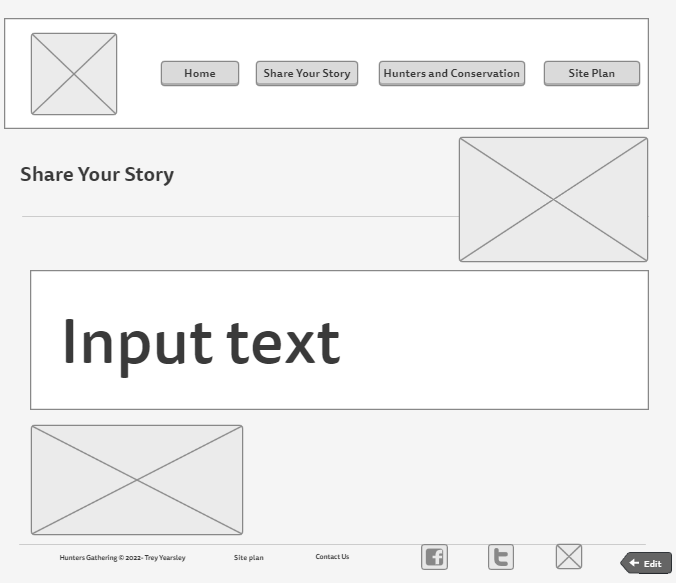 Home
Share Your Story
Hunters and Conservation
Site Plan
Share Your Story
Input text
Hunters Gathering © 2022- Trey Yearsley
Site plan
Contact Us
Edit